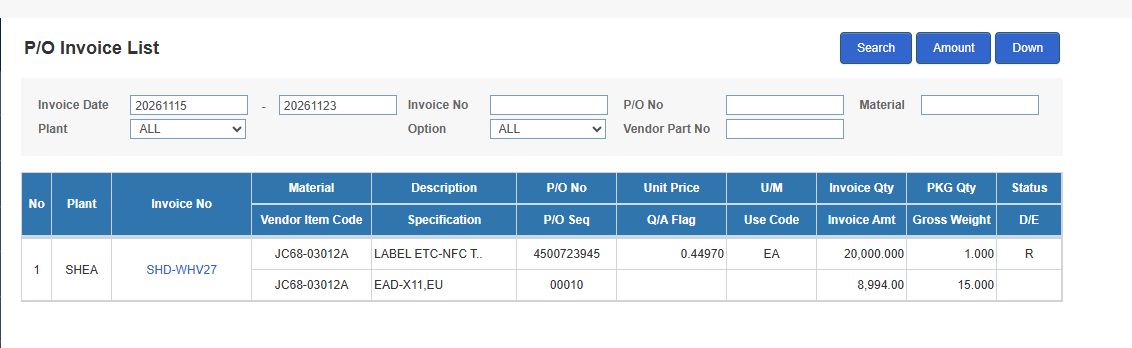 P/O Invoice List Search Amount Down
Invoice Date 20261115 - 20261123 Invoice No P/O No Material
Plant ALL Option ALL Vendor Part No
No Plant Invoice No Material Description P/O No Unit Price U/M Invoice Qty PKG Qty Status
Vendor Item Code Specification P/O Seq Q/A Flag Use Code Invoice Amt Gross Weight D/E
1 SHEA SHD-WHV27 JC68-03012A LABEL ETC-NFC T.. 4500723945 0.44970 EA 20,000.000 1.000 R
JC68-03012A EAD-X11,EU 00010 8,994.00 15.000